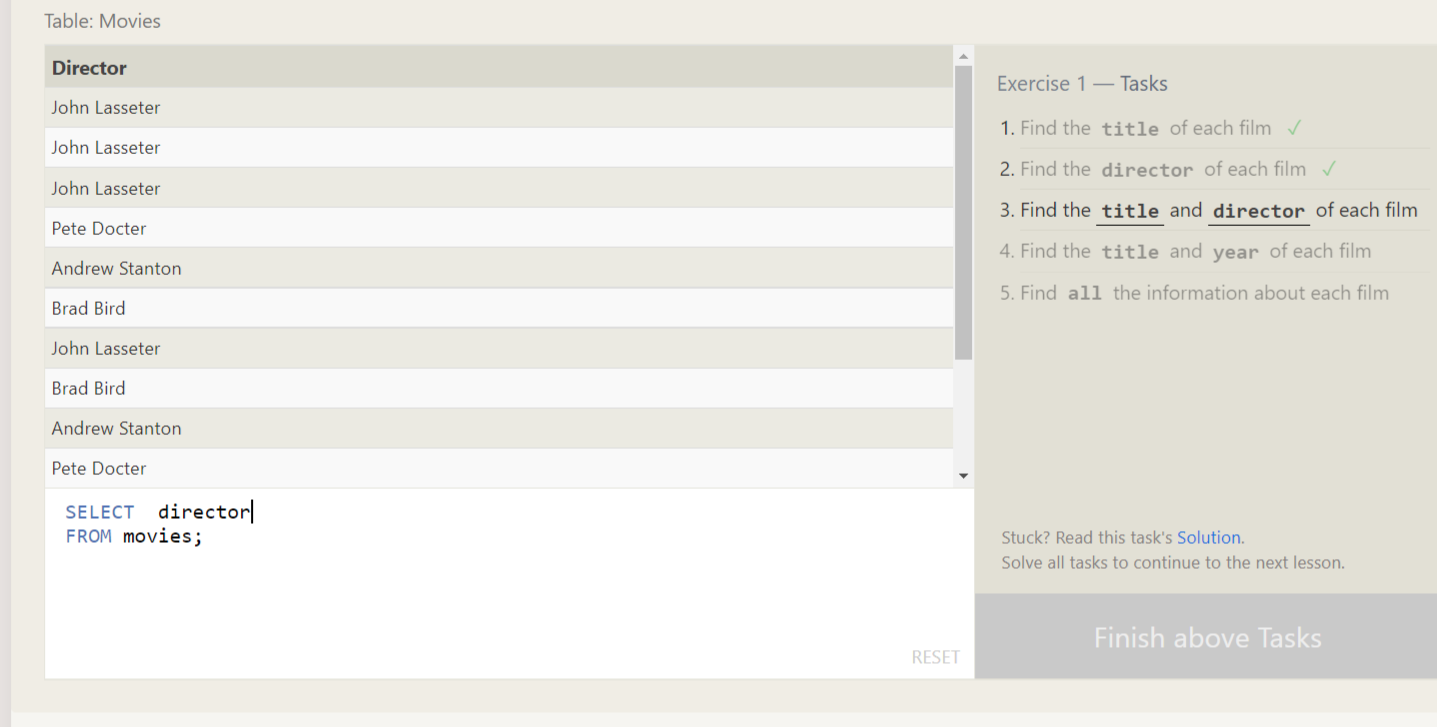 Table: Movies
Director
John Lasseter
John Lasseter
John Lasseter
Pete Docter
Andrew Stanton
Brad Bird
John Lasseter
Brad Bird
Andrew Stanton
Pete Docter
SELECT  director
FROM movies;
RESET
Exercise 1 — Tasks
1. Find the title of each film ✓
2. Find the director of each film ✓
3. Find the title and director of each film
4. Find the title and year of each film
5. Find all the information about each film
Stuck? Read this task's Solution.
Solve all tasks to continue to the next lesson.
Finish above Tasks